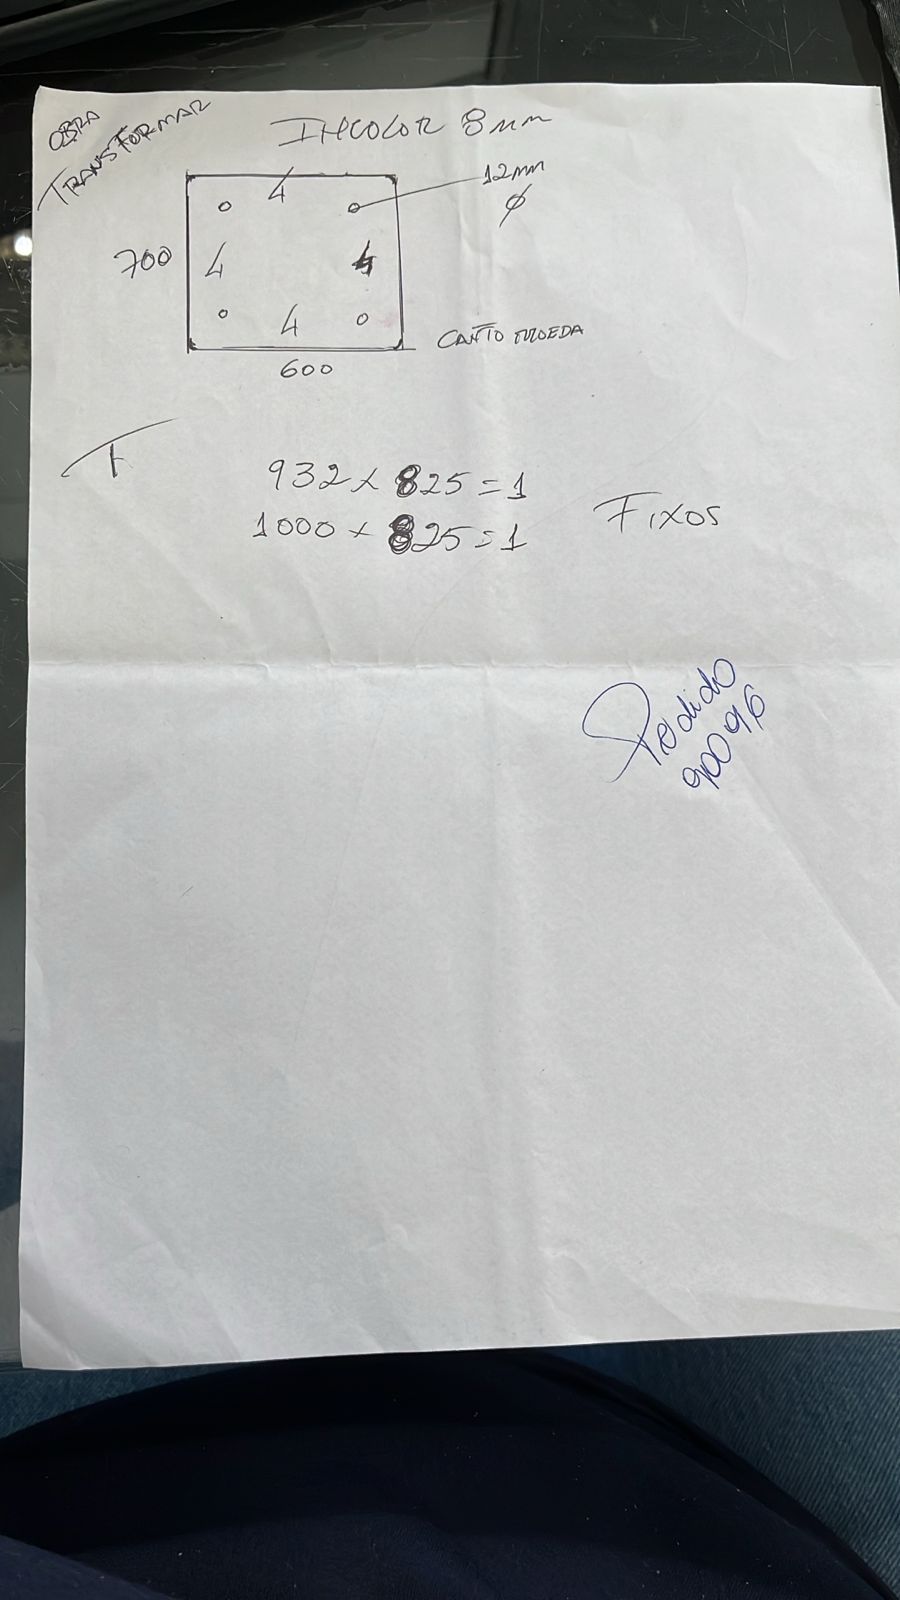 OBRA
TRANSFORMAR
INCOLOR 8mm
12mm
Ø
4
700
4
4
4
CANTO MOEDA
600
932 x 825 = 1
1000 x 825 = 1
FIXOS
Pedido
90096